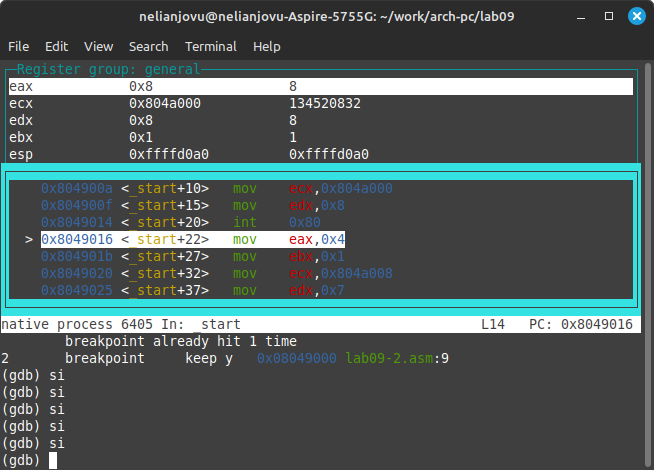 nelianjovu@nelianjovu-Aspire-5755G: ~/work/arch-pc/lab09
File Edit View Search Terminal Help
Register group: general
eax 0x8 8
ecx 0x804a000 134520832
edx 0x8 8
ebx 0x1 1
esp 0xffffd0a0 0xffffd0a0
0x804900a <_start+10> mov ecx,0x804a000
0x804900f <_start+15> mov edx,0x8
0x8049014 <_start+20> int 0x80
> 0x8049016 <_start+22> mov eax,0x4
0x804901b <_start+27> mov ebx,0x1
0x8049020 <_start+32> mov ecx,0x804a008
0x8049025 <_start+37> mov edx,0x7
native process 6405 In: _start L14 PC: 0x8049016
breakpoint already hit 1 time
2 breakpoint keep y 0x08049000 lab09-2.asm:9
(gdb) si
(gdb) si
(gdb) si
(gdb) si
(gdb) si
(gdb)